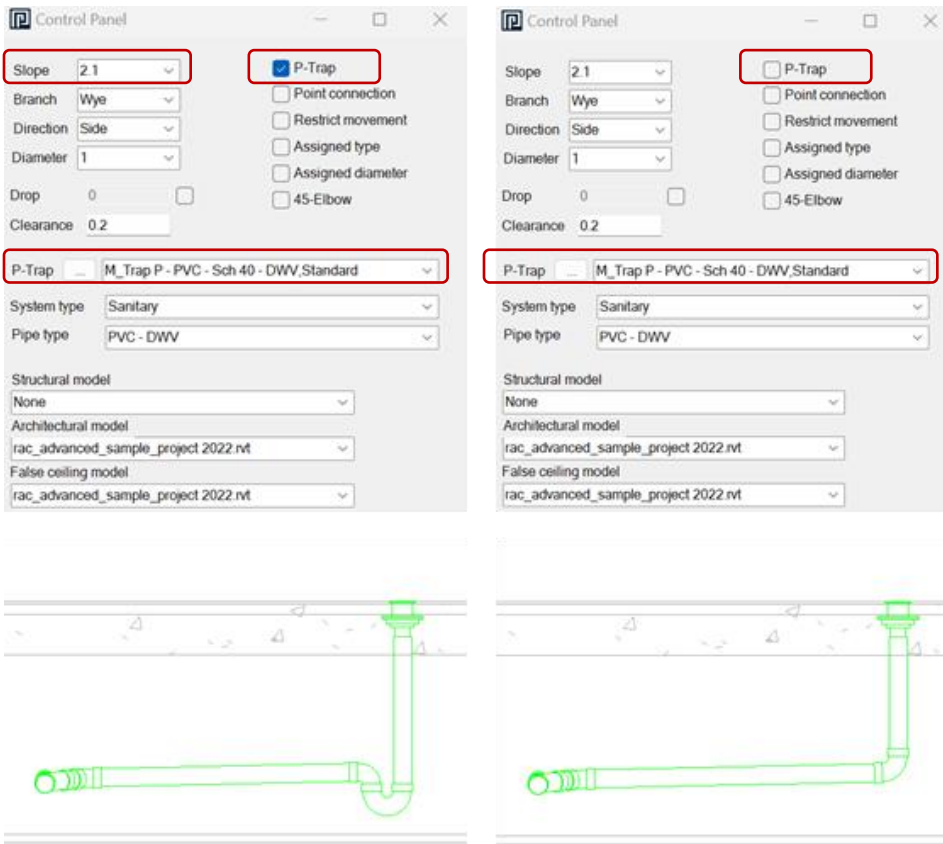 Control Panel
Slope 2.1
P-Trap
Branch Wye
Point connection
Direction Side
Restrict movement
Diameter 1
Assigned type
Assigned diameter
Drop 0
45-Elbow
Clearance 0.2
P-Trap ... M_Trap P - PVC - Sch 40 - DWV,Standard
System type Sanitary
Pipe type PVC - DWV
Structural model
None
Architectural model
rac_advanced_sample_project 2022.rvt
False ceiling model
rac_advanced_sample_project 2022.rvt
Control Panel
Slope 2.1
P-Trap
Branch Wye
Point connection
Direction Side
Restrict movement
Diameter 1
Assigned type
Assigned diameter
Drop 0
45-Elbow
Clearance 0.2
P-Trap ... M_Trap P - PVC - Sch 40 - DWV,Standard
System type Sanitary
Pipe type PVC - DWV
Structural model
None
Architectural model
rac_advanced_sample_project 2022.rvt
False ceiling model
rac_advanced_sample_project 2022.rvt